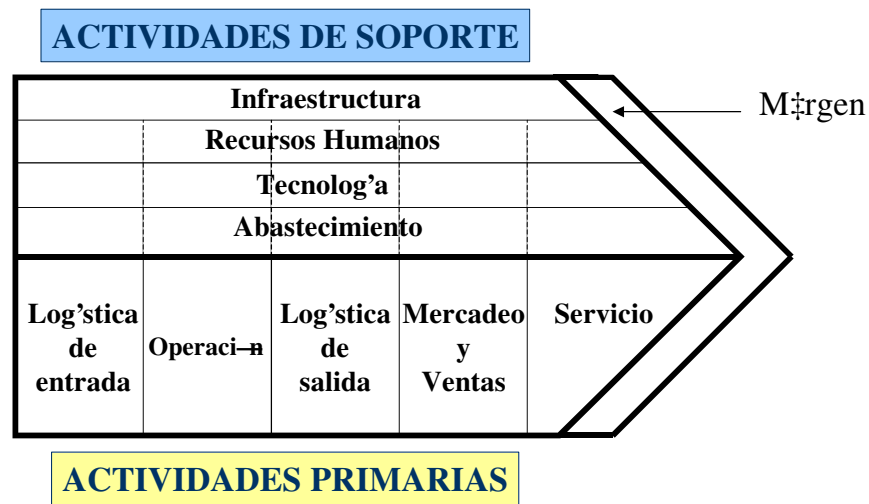 ACTIVIDADES DE SOPORTE
Infraestructura
M‡rgen
Recursos Humanos
Tecnolog’a
Abastecimiento
Log’stica
de
entrada
Operaci—n
Log’stica
de
salida
Mercadeo
y
Ventas
Servicio
ACTIVIDADES PRIMARIAS